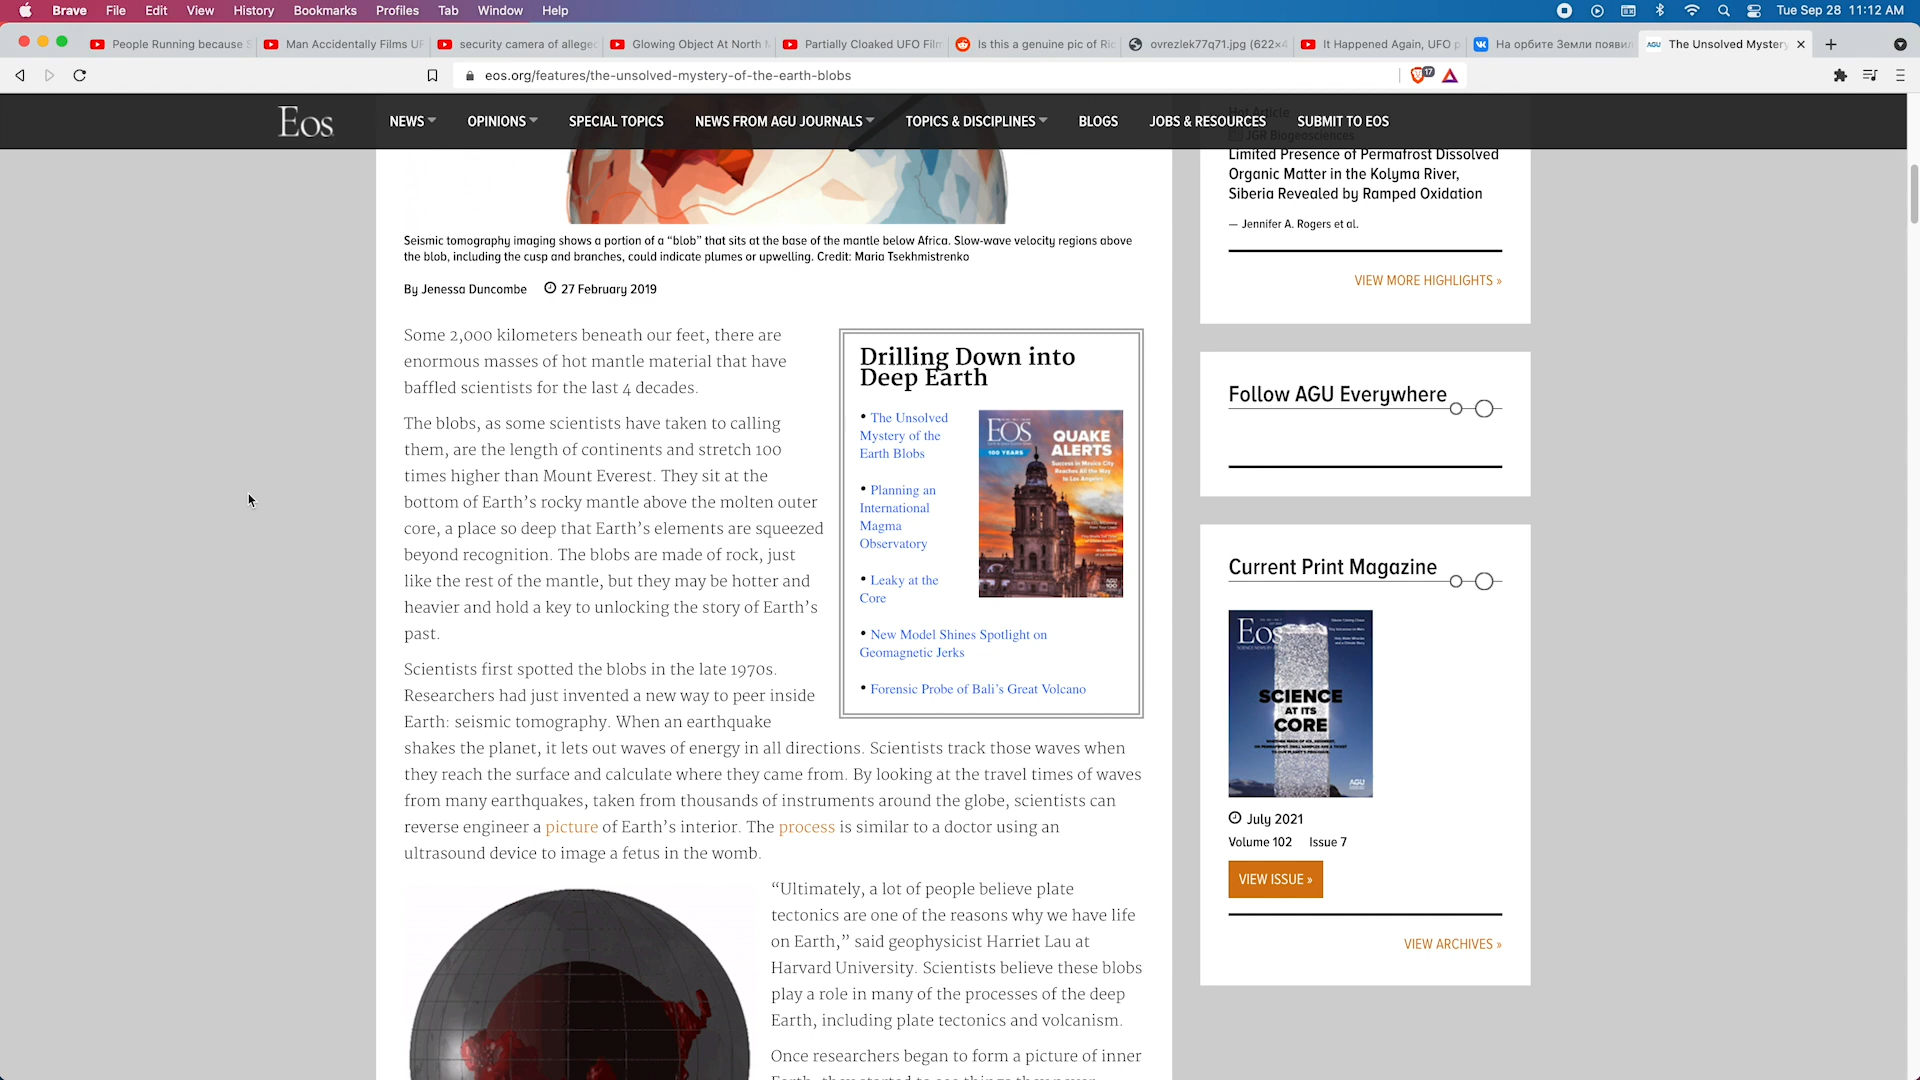 Brave File Edit View History Bookmarks Profiles Tab Window Help Tue Sep 28 11:12 AM
People Running because Man Accidentally Films UF security camera of allege Glowing Object At North Partially Cloaked UFO Film Is this a genuine pic of Ric ovrezlek77q71.jpg (622×4 It Happened Again, UFO p На орбите Земли появил AGU The Unsolved Mystery
eos.org/features/the-unsolved-mystery-of-the-earth-blobs 17
Eos NEWS OPINIONS SPECIAL TOPICS NEWS FROM AGU JOURNALS TOPICS & DISCIPLINES BLOGS JOBS & RESOURCES SUBMIT TO EOS
Seismic tomography imaging shows a portion of a “blob” that sits at the base of the mantle below Africa. Slow-wave velocity regions above
the blob, including the cusp and branches, could indicate plumes or upwelling. Credit: Maria Tsekhmistrenko
By Jenessa Duncombe 27 February 2019
Some 2,000 kilometers beneath our feet, there are
enormous masses of hot mantle material that have
baffled scientists for the last 4 decades.
The blobs, as some scientists have taken to calling
them, are the length of continents and stretch 100
times higher than Mount Everest. They sit at the
bottom of Earth’s rocky mantle above the molten outer
core, a place so deep that Earth’s elements are squeezed
beyond recognition. The blobs are made of rock, just
like the rest of the mantle, but they may be hotter and
heavier and hold a key to unlocking the story of Earth’s
past.
Scientists first spotted the blobs in the late 1970s.
Researchers had just invented a new way to peer inside
Earth: seismic tomography. When an earthquake
shakes the planet, it lets out waves of energy in all directions. Scientists track those waves when
they reach the surface and calculate where they came from. By looking at the travel times of waves
from many earthquakes, taken from thousands of instruments around the globe, scientists can
reverse engineer a picture of Earth’s interior. The process is similar to a doctor using an
ultrasound device to image a fetus in the womb.
“Ultimately, a lot of people believe plate
tectonics are one of the reasons why we have life
on Earth,” said geophysicist Harriet Lau at
Harvard University. Scientists believe these blobs
play a role in many of the processes of the deep
Earth, including plate tectonics and volcanism.
Once researchers began to form a picture of inner
Drilling Down into
Deep Earth
• The Unsolved
Mystery of the
Earth Blobs
• Planning an
International
Magma
Observatory
• Leaky at the
Core
• New Model Shines Spotlight on
Geomagnetic Jerks
• Forensic Probe of Bali’s Great Volcano
EOS
100 YEARS
QUAKE
ALERTS
Success in Mexico City
Reaches All the Way
to Los Angeles
Hot Article
JGR Biogeosciences
Limited Presence of Permafrost Dissolved
Organic Matter in the Kolyma River,
Siberia Revealed by Ramped Oxidation
— Jennifer A. Rogers et al.
VIEW MORE HIGHLIGHTS »
Follow AGU Everywhere
Current Print Magazine
Eos
SCIENCE
AT ITS
CORE
AGU
July 2021
Volume 102 Issue 7
VIEW ISSUE »
VIEW ARCHIVES »